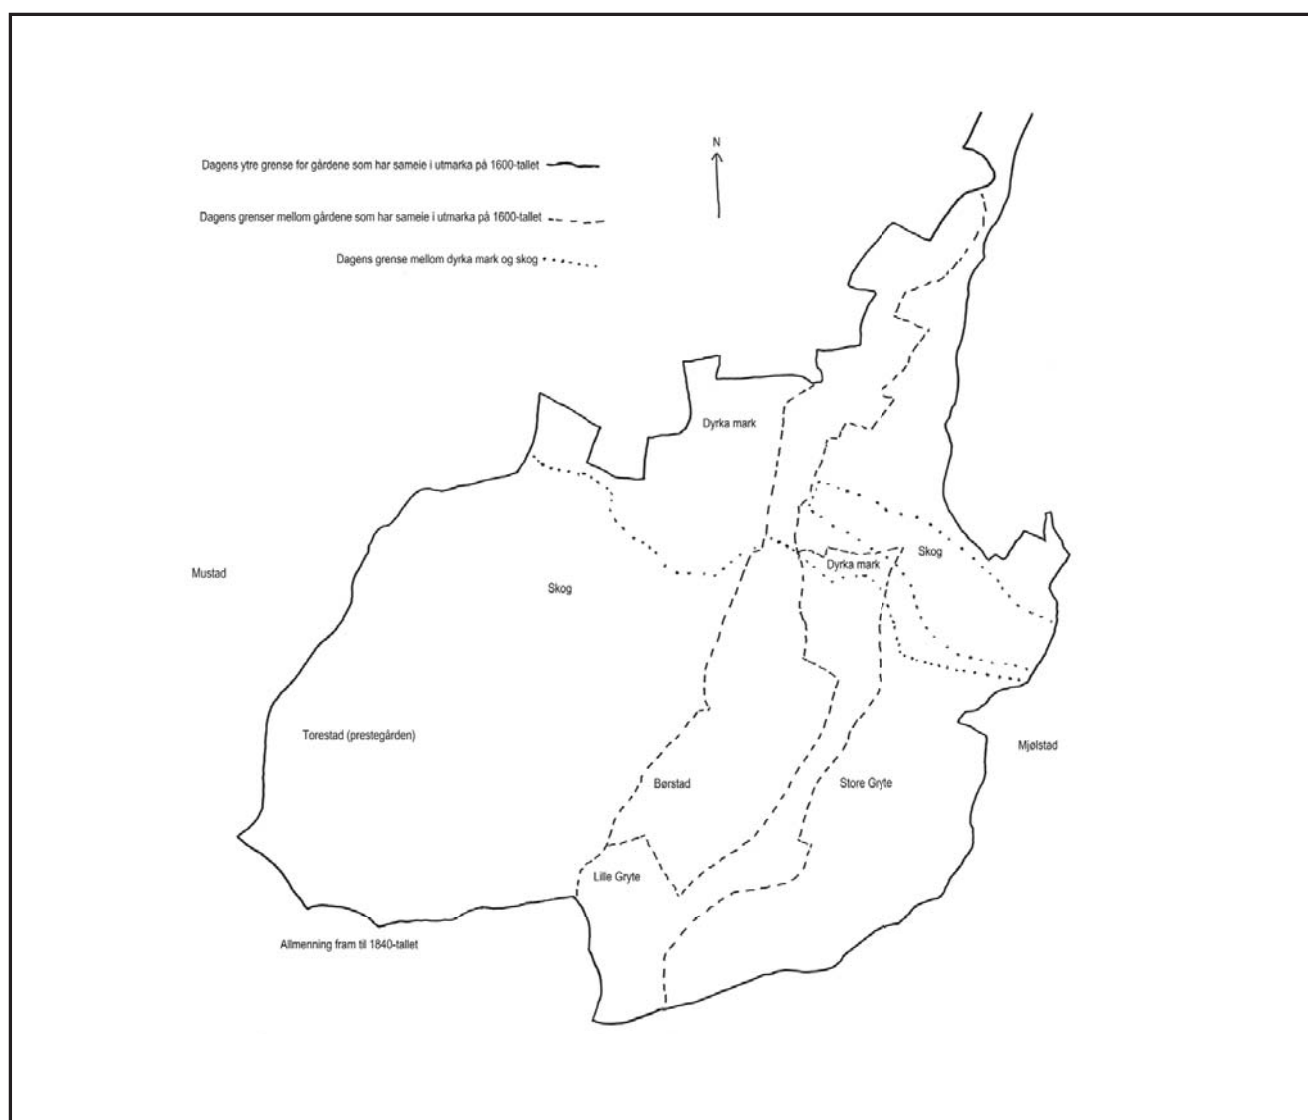 N
Dagens ytre grense for gårdene som har sameie i utmarka på 1600-tallet
Dagens grenser mellom gårdene som har sameie i utmarka på 1600-tallet
Dagens grense mellom dyrka mark og skog
Dyrka mark
Skog
Dyrka mark
Mustad
Skog
Torestad (prestegården)
Mjølstad
Børstad
Store Gryte
Lille Gryte
Allmenning fram til 1840-tallet